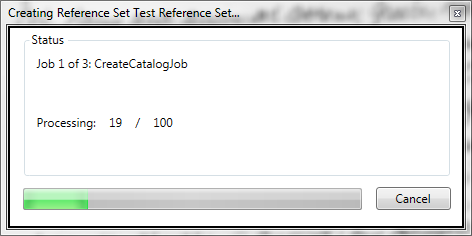 Creating Reference Set Test Reference Set...
Status
Job 1 of 3: CreateCatalogJob
Processing: 19 / 100
Cancel